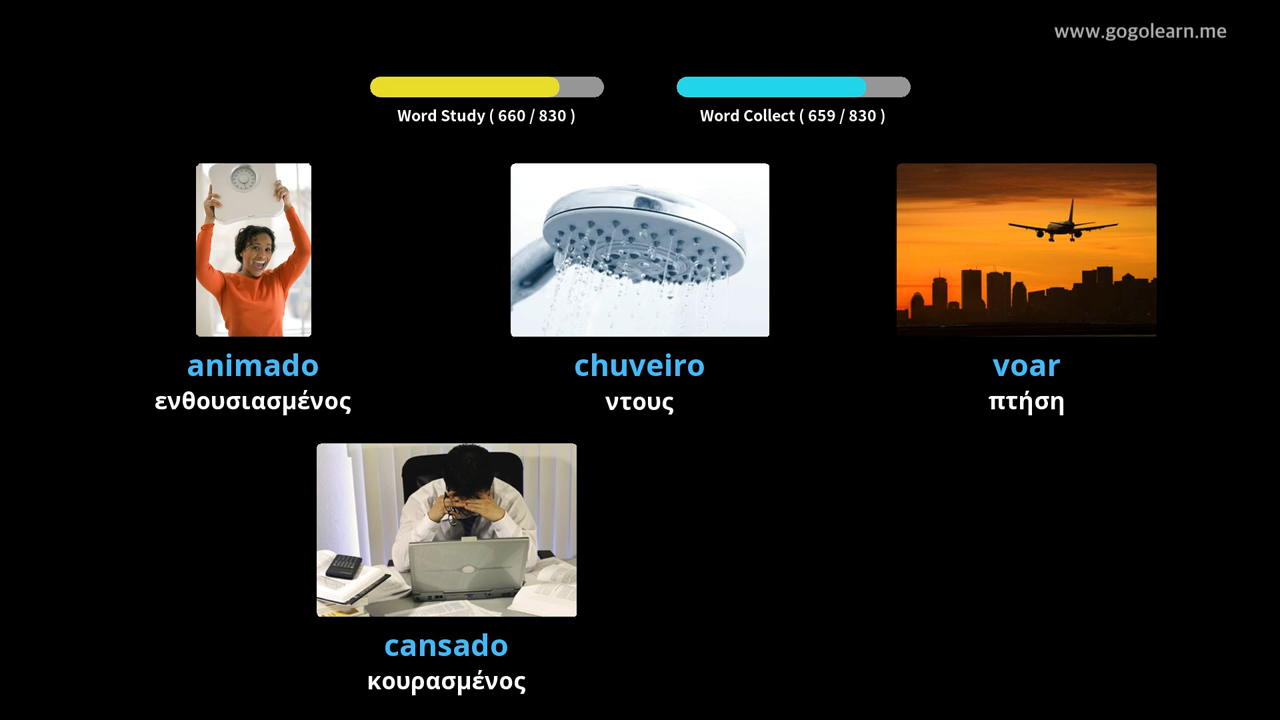 www.gogolearn.me
Word Study ( 660 / 830 )
Word Collect ( 659 / 830 )
animado
ενθουσιασμένος
chuveiro
ντους
voar
πτήση
cansado
κουρασμένος